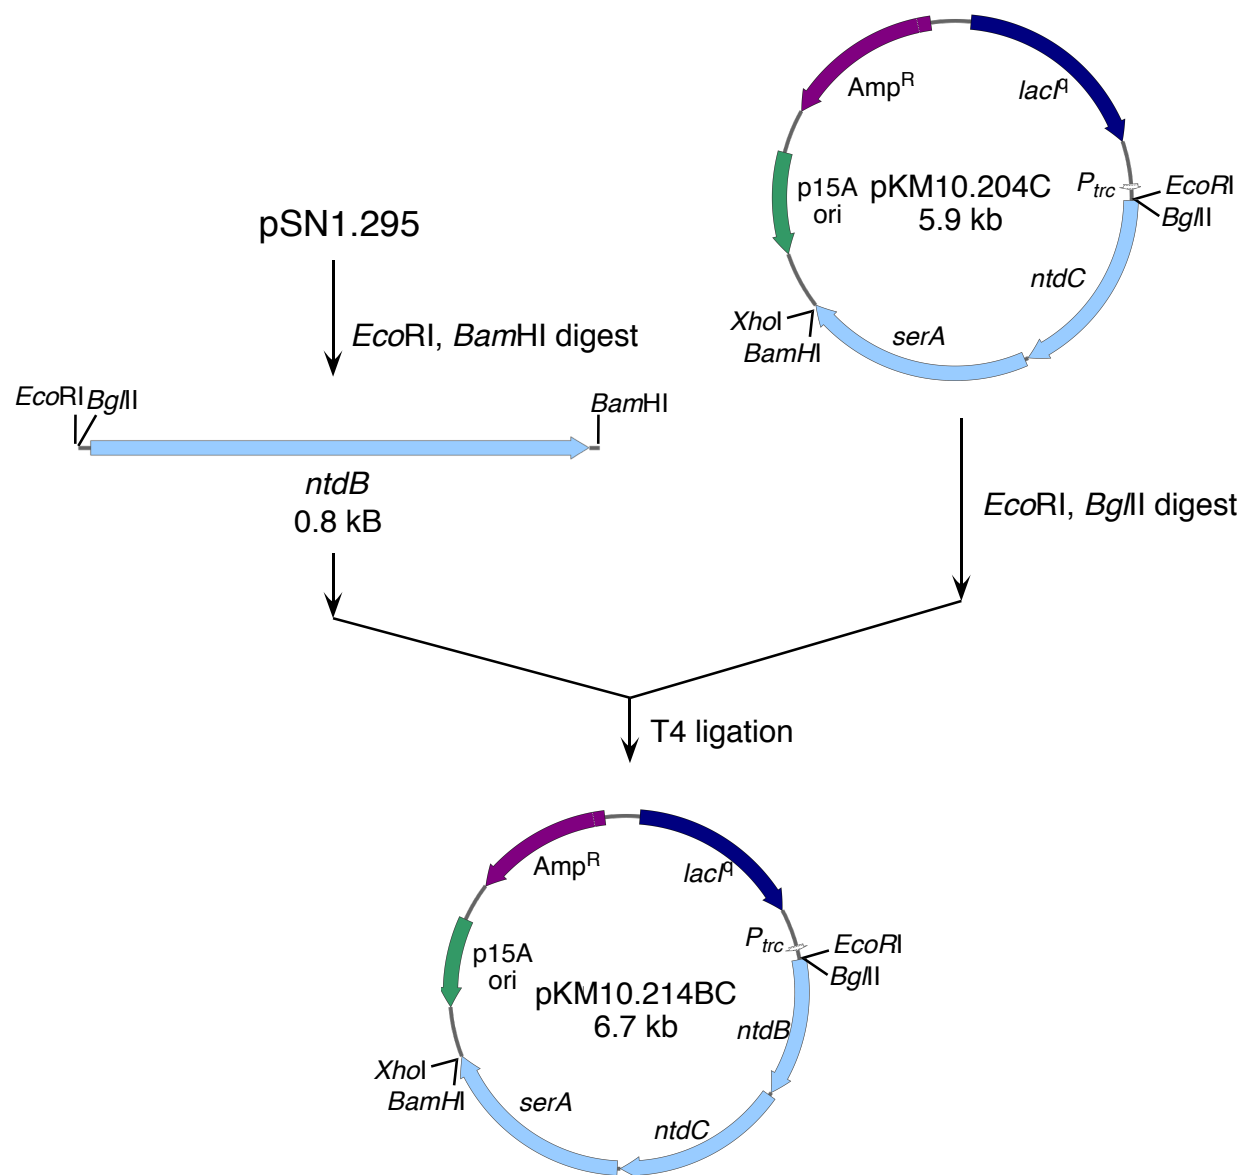 Amp^R
lacI^q
p15A
ori
pKM10.204C
5.9 kb
P_trc
EcoRI
BglII
ntdC
XhoI
BamHI
serA
pSN1.295
EcoRI, BamHI digest
EcoRI
BglII
BamHI
ntdB
0.8 kB
EcoRI, BglII digest
T4 ligation
Amp^R
lacI^q
p15A
ori
pKM10.214BC
6.7 kb
P_trc
EcoRI
BglII
ntdB
XhoI
BamHI
serA
ntdC